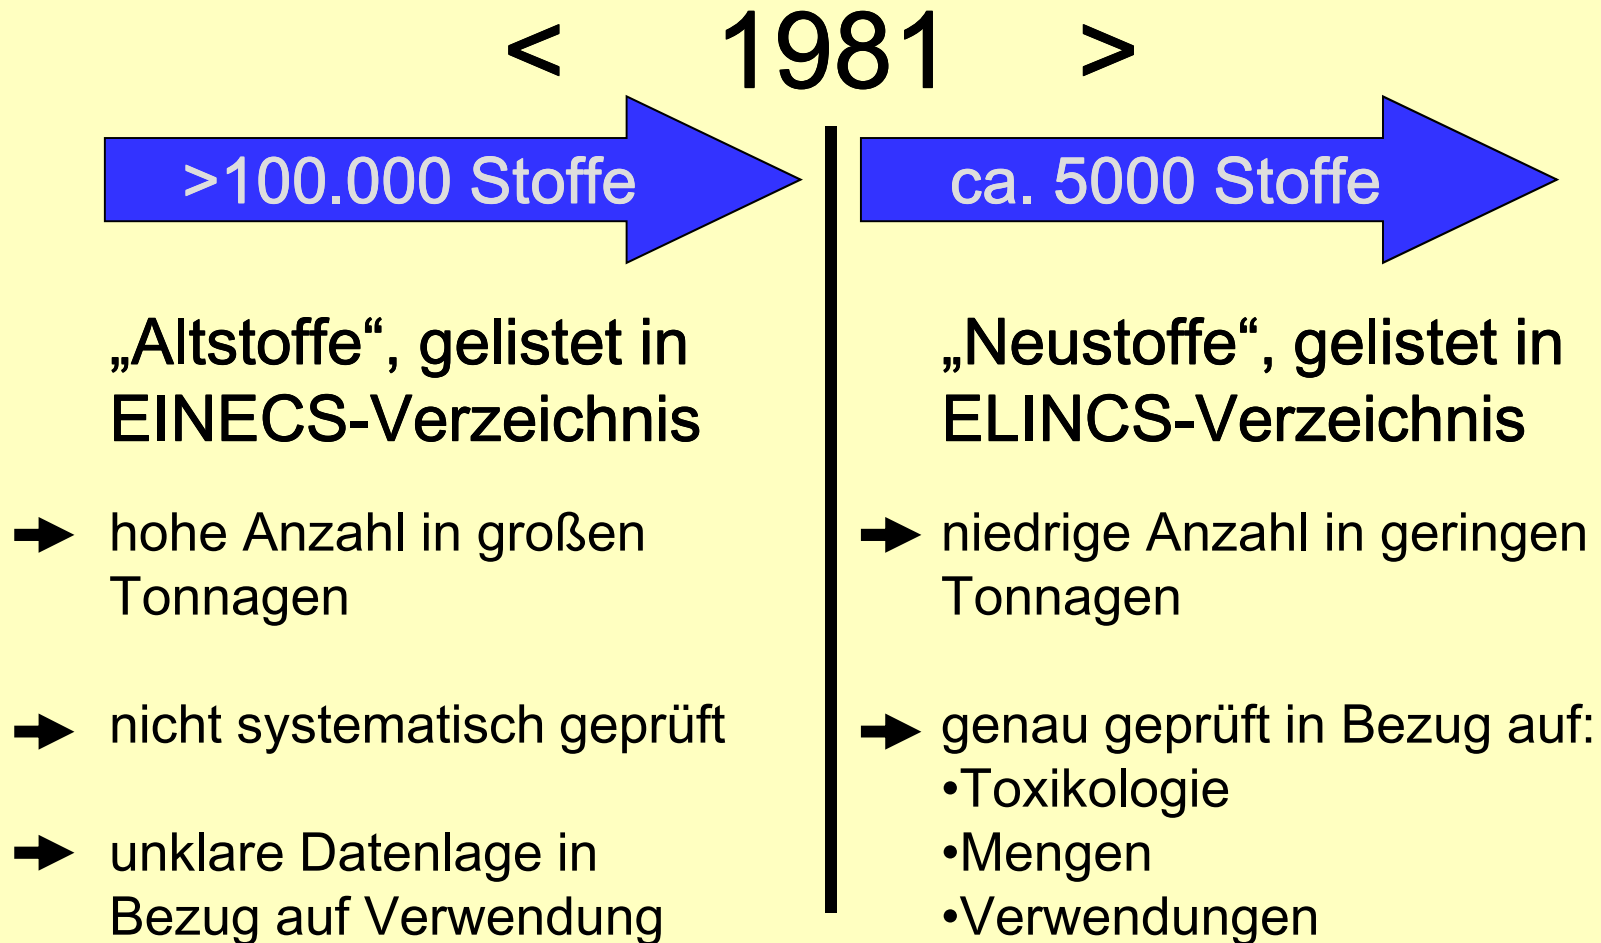 < 1981 >
>100.000 Stoffe
„Altstoffe“, gelistet in
EINECS-Verzeichnis
hohe Anzahl in großen
Tonnagen
nicht systematisch geprüft
unklare Datenlage in
Bezug auf Verwendung
ca. 5000 Stoffe
„Neustoffe“, gelistet in
ELINCS-Verzeichnis
niedrige Anzahl in geringen
Tonnagen
genau geprüft in Bezug auf:
•Toxikologie
•Mengen
•Verwendungen